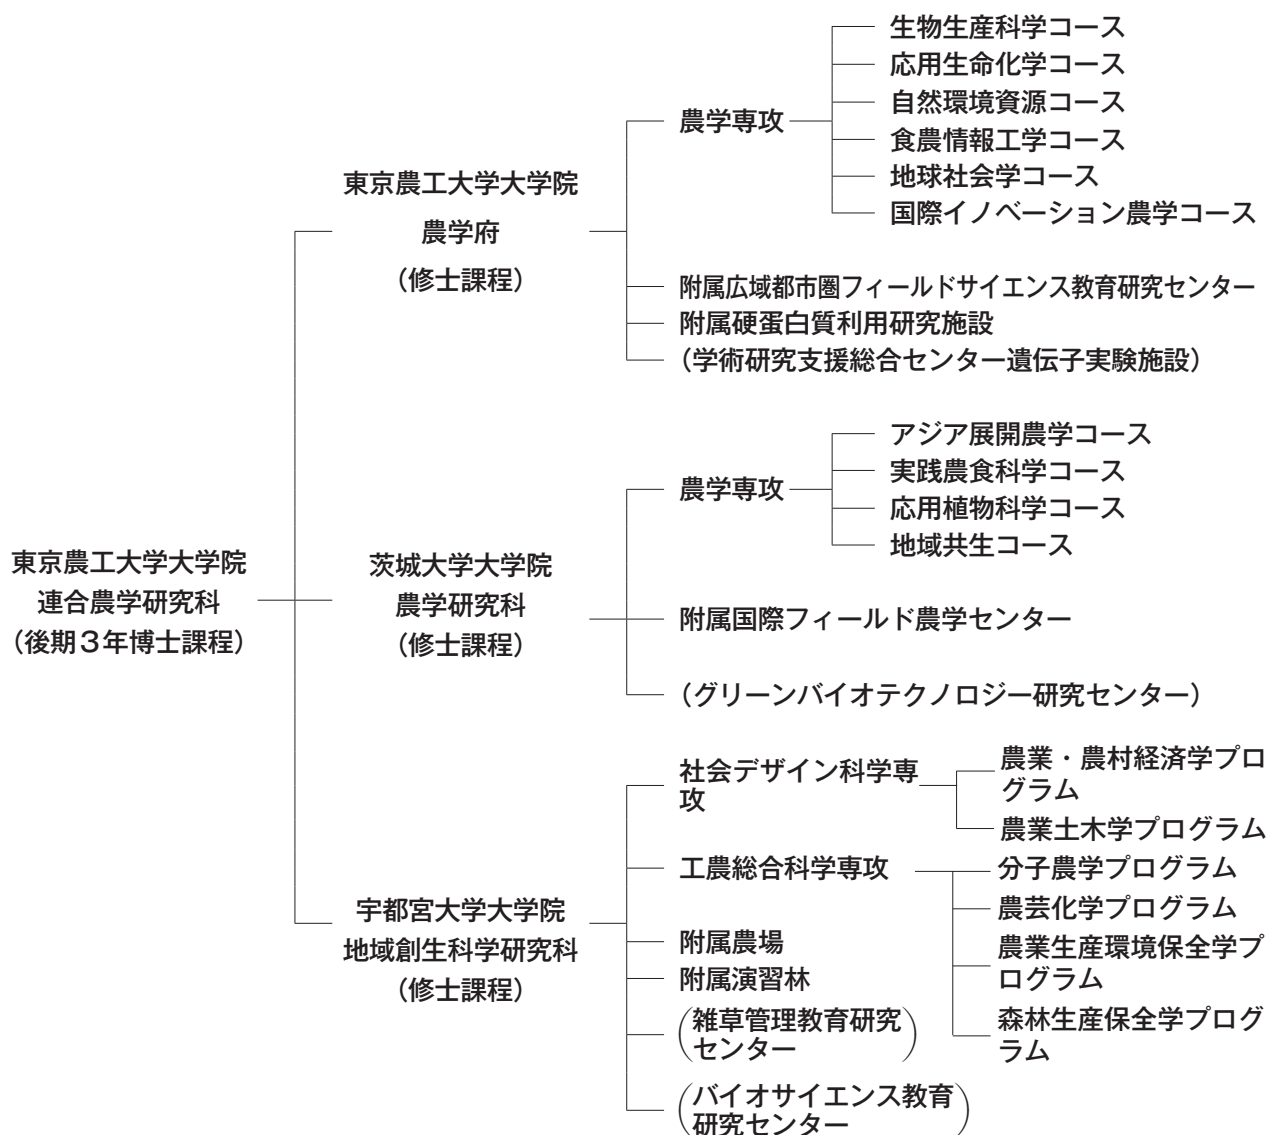 東京農工大学大学院
連合農学研究科
（後期３年博士課程）
東京農工大学大学院
農学府
（修士課程）
農学専攻
生物生産科学コース
応用生命化学コース
自然環境資源コース
食農情報工学コース
地球社会学コース
国際イノベーション農学コース
附属広域都市圏フィールドサイエンス教育研究センター
附属硬蛋白質利用研究施設
（学術研究支援総合センター遺伝子実験施設）
茨城大学大学院
農学研究科
（修士課程）
農学専攻
アジア展開農学コース
実践農食科学コース
応用植物科学コース
地域共生コース
附属国際フィールド農学センター
（グリーンバイオテクノロジー研究センター）
宇都宮大学大学院
地域創生科学研究科
（修士課程）
社会デザイン科学専
攻
農業・農村経済学プロ
グラム
農業土木学プログラム
工農総合科学専攻
分子農学プログラム
農芸化学プログラム
農業生産環境保全学プ
ログラム
森林生産保全学プログ
ラム
附属農場
附属演習林
（雑草管理教育研究
センター）
（バイオサイエンス教育
研究センター）